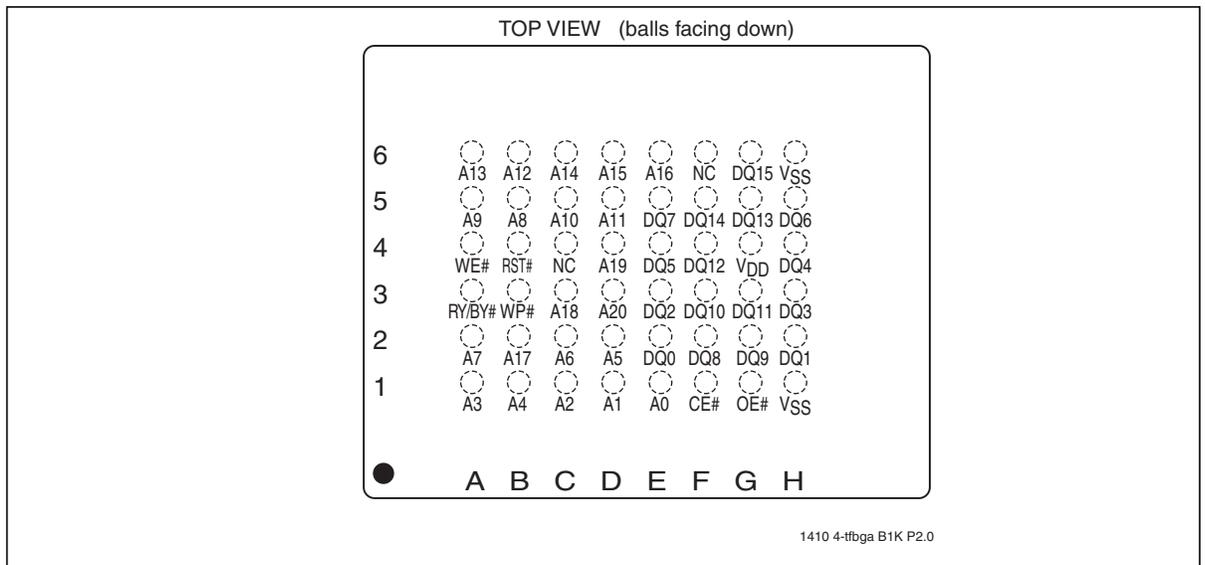 TOP VIEW (balls facing down)
6
A13 A12 A14 A15 A16 NC DQ15 VSS
5
A9 A8 A10 A11 DQ7 DQ14 DQ13 DQ6
4
WE# RST# NC A19 DQ5 DQ12 VDD DQ4
3
RY/BY# WP# A18 A20 DQ2 DQ10 DQ11 DQ3
2
A7 A17 A6 A5 DQ0 DQ8 DQ9 DQ1
1
A3 A4 A2 A1 A0 CE# OE# VSS
A B C D E F G H
1410 4-tfbga B1K P2.0